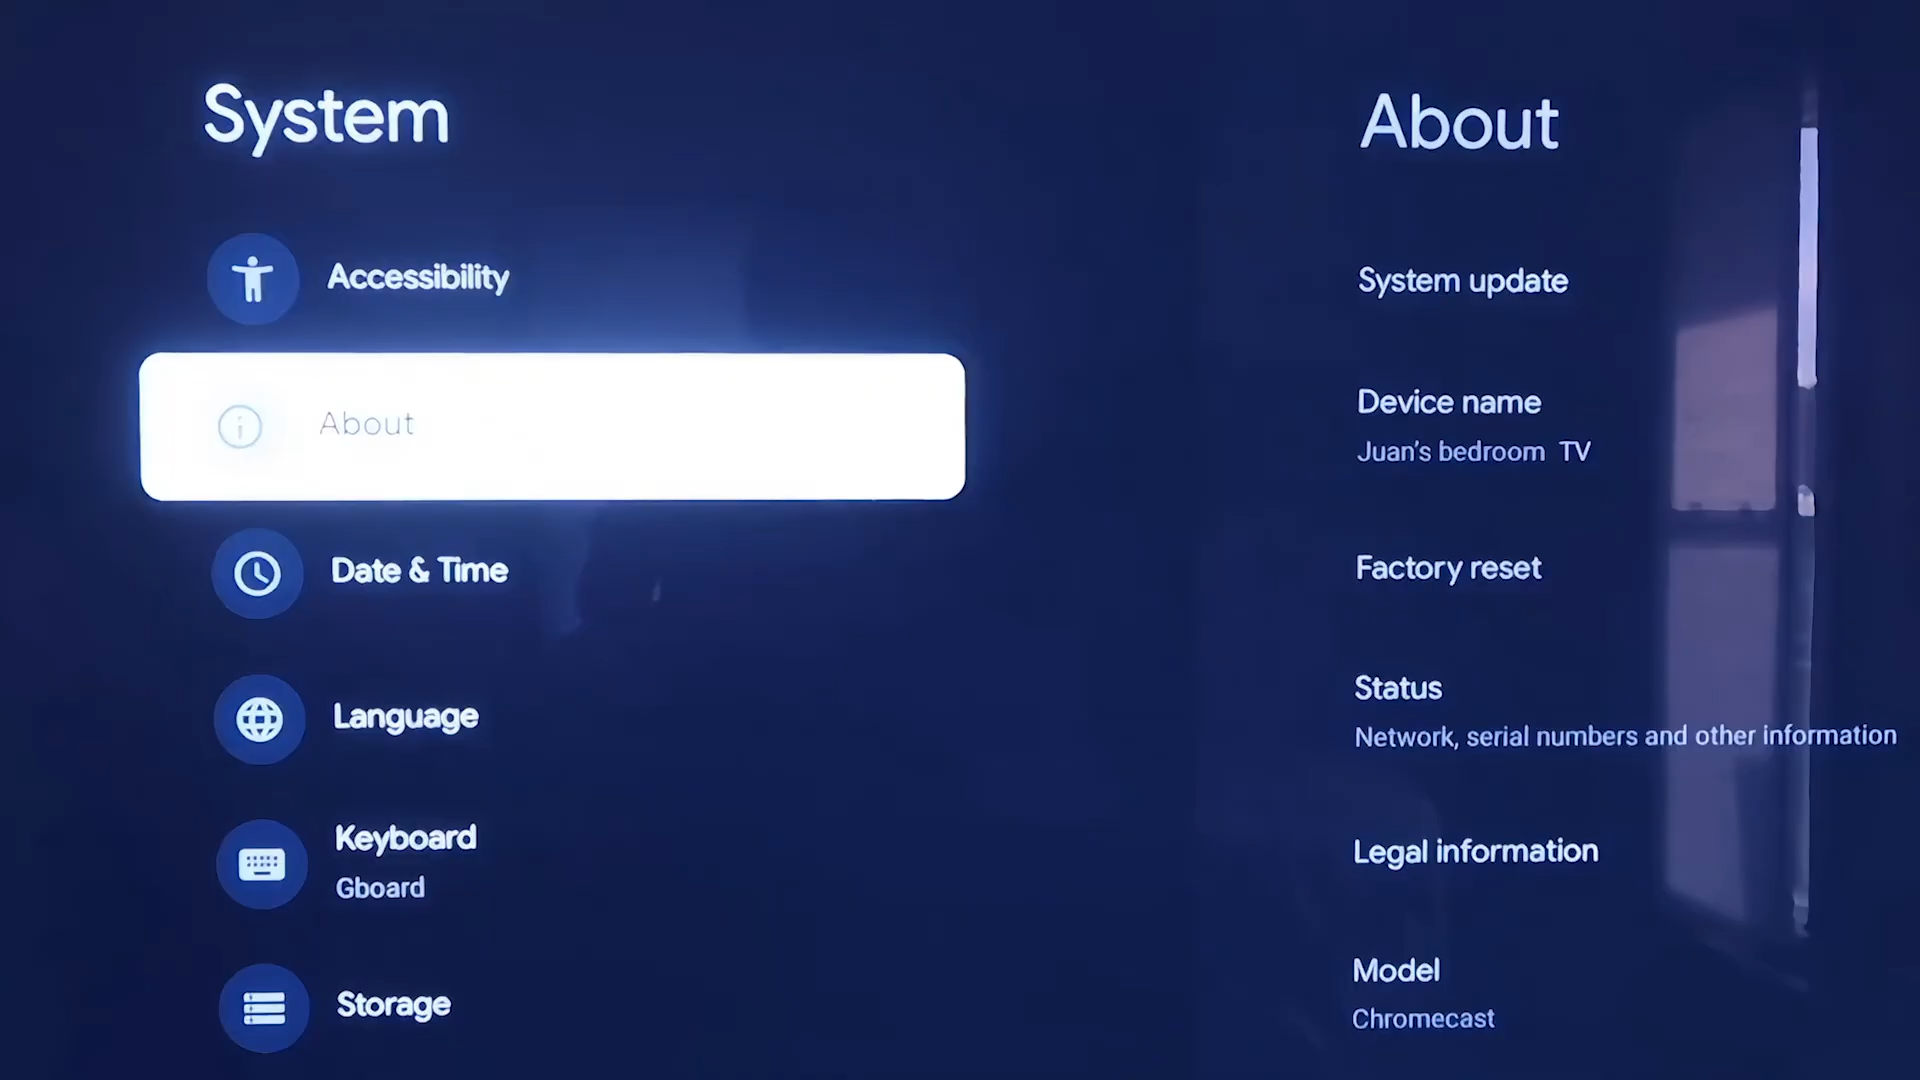 System
Accessibility
About
Date & Time
Language
Keyboard
Gboard
Storage
About
System update
Device name
Juan's bedroom TV
Factory reset
Status
Network, serial numbers and other information
Legal information
Model
Chromecast